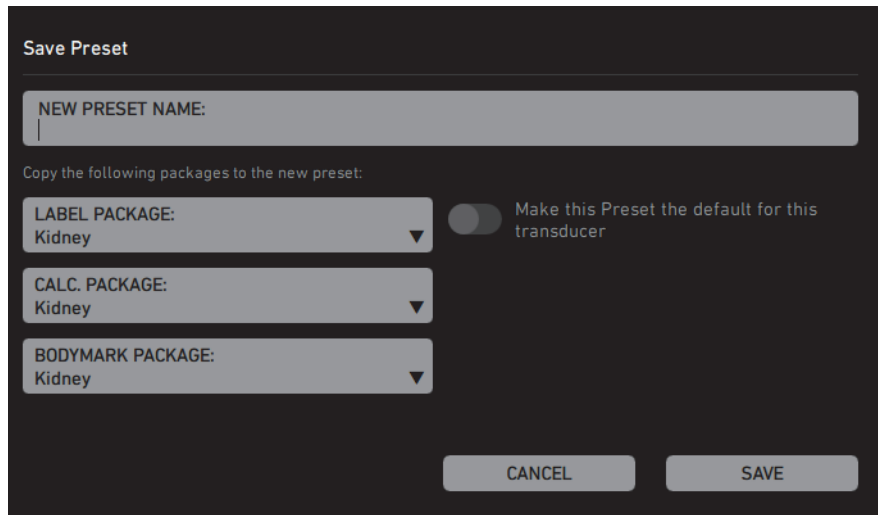 Save Preset
NEW PRESET NAME:
Copy the following packages to the new preset:
LABEL PACKAGE:
Kidney
Make this Preset the default for this
transducer
CALC. PACKAGE:
Kidney
BODYMARK PACKAGE:
Kidney
CANCEL
SAVE